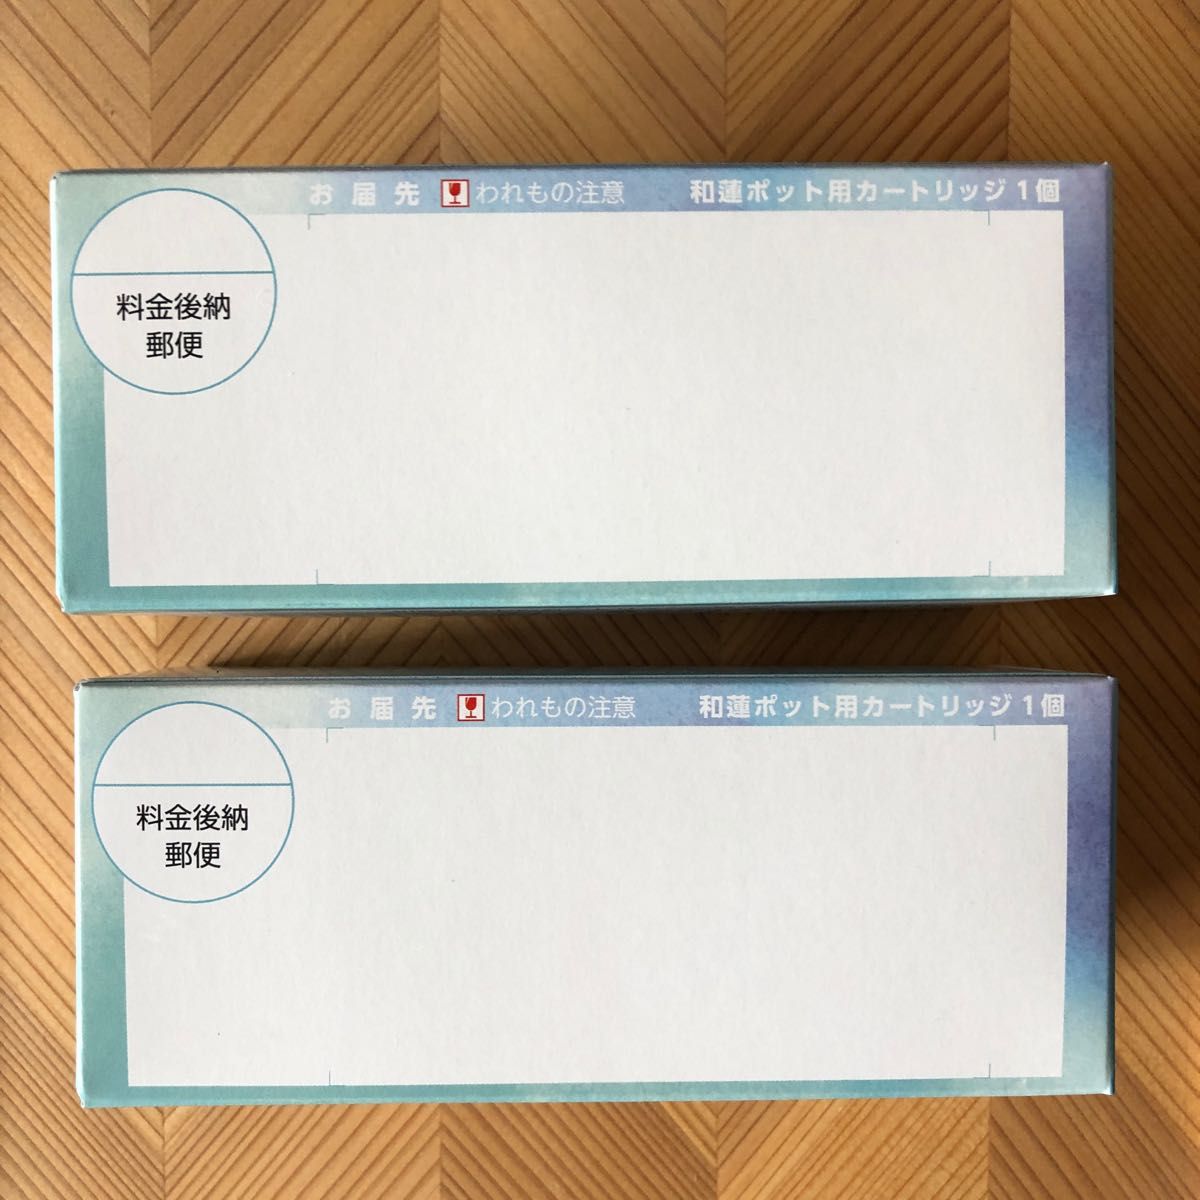 お届先 われもの注意 和蓮ポット用カートリッジ1個
料金後納
郵便
お届先 われもの注意 和蓮ポット用カートリッジ1個
料金後納
郵便